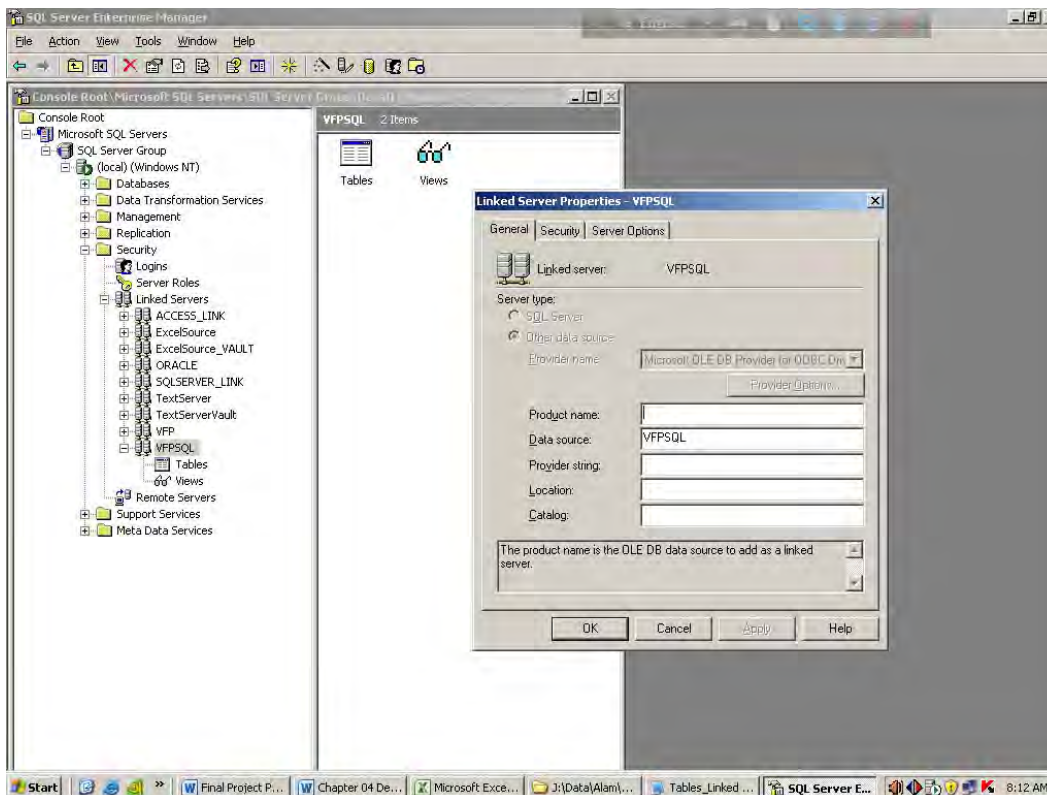 SQL Server Enterprise Manager
File Action View Tools Window Help
Console Root\Microsoft SQL Servers\SQL Server Group\(local)
Console Root
Microsoft SQL Servers
SQL Server Group
(local) (Windows NT)
Databases
Data Transformation Services
Management
Replication
Security
Logins
Server Roles
Linked Servers
ACCESS_LINK
ExcelSource
ExcelSource_VAULT
ORACLE
SQLSERVER_LINK
TextServer
TextServerVault
VFP
VFPSQL
Tables
Views
Remote Servers
Support Services
Meta Data Services
VFPSQL 2 Items
Tables Views
Linked Server Properties - VFPSQL
General Security Server Options
Linked server: VFPSQL
Server type:
SQL Server
Other data source
Provider name Microsoft OLE DB Provider for ODBC
Provider Options...
Product name:
Data source: VFPSQL
Provider string:
Location:
Catalog:
The product name is the OLE DB data source to add as a linked
server.
OK Cancel Apply Help
Start » Final Project P... Chapter 04 De... Microsoft Exce... J:\Data\Alam\... Tables_Linked ... SQL Server E... 8:12 AM